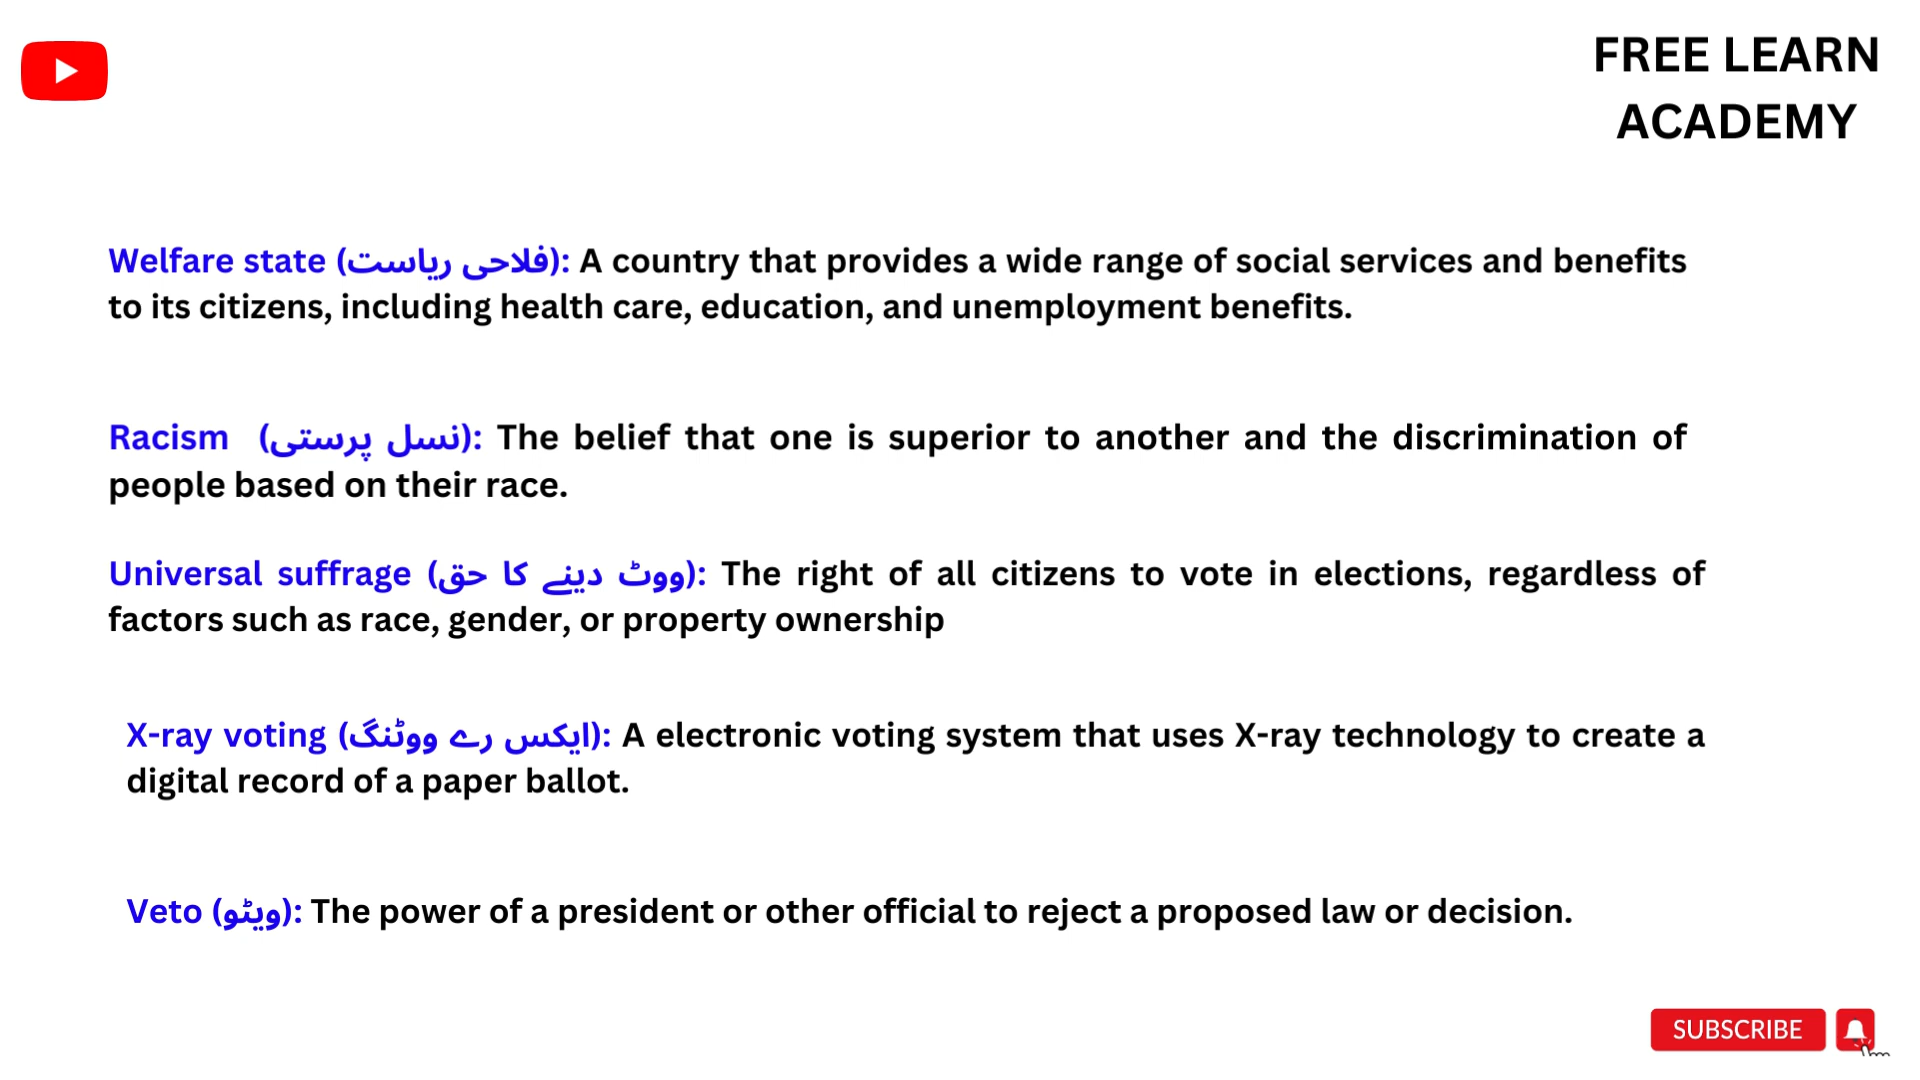 FREE LEARN
ACADEMY
Welfare state (فلاحی ریاست): A country that provides a wide range of social services and benefits
to its citizens, including health care, education, and unemployment benefits.
Racism (نسل پرستی): The belief that one is superior to another and the discrimination of
people based on their race.
Universal suffrage (ووٹ دینے کا حق): The right of all citizens to vote in elections, regardless of
factors such as race, gender, or property ownership
X-ray voting (ایکس رے ووٹنگ): A electronic voting system that uses X-ray technology to create a
digital record of a paper ballot.
Veto (ویٹو): The power of a president or other official to reject a proposed law or decision.
SUBSCRIBE